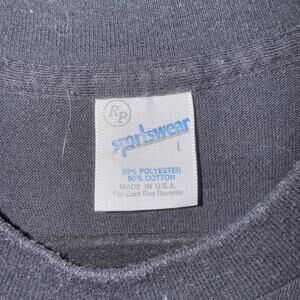 RP
sportswear
L
50% POLYESTER
50% COTTON
MADE IN U.S.A.
For Care See Reverse